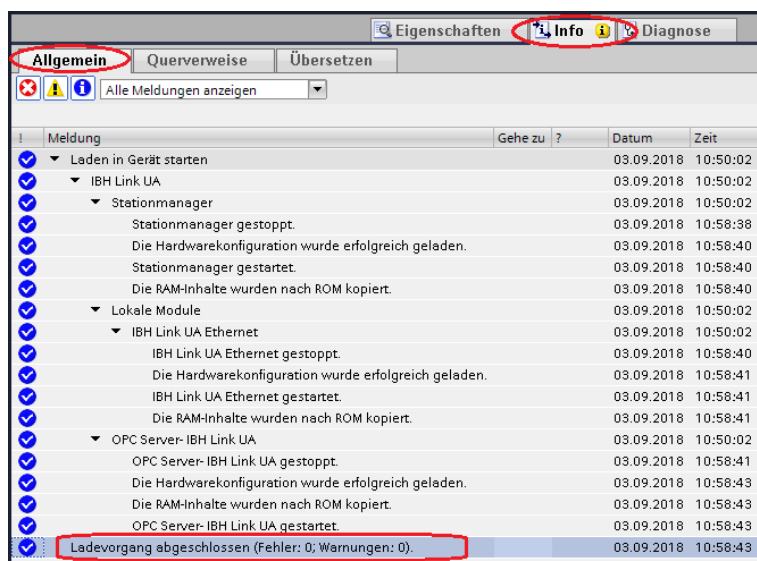 Eigenschaften Info Diagnose
Allgemein Querverweise Übersetzen
Alle Meldungen anzeigen
! Meldung Gehe zu ? Datum Zeit
Laden in Gerät starten 03.09.2018 10:50:02
IBH Link UA 03.09.2018 10:50:02
Stationmanager 03.09.2018 10:50:02
Stationmanager gestoppt. 03.09.2018 10:58:38
Die Hardwarekonfiguration wurde erfolgreich geladen. 03.09.2018 10:58:40
Stationmanager gestartet. 03.09.2018 10:58:40
Die RAM-Inhalte wurden nach ROM kopiert. 03.09.2018 10:58:40
Lokale Module 03.09.2018 10:50:02
IBH Link UA Ethernet 03.09.2018 10:50:02
IBH Link UA Ethernet gestoppt. 03.09.2018 10:58:40
Die Hardwarekonfiguration wurde erfolgreich geladen. 03.09.2018 10:58:41
IBH Link UA Ethernet gestartet. 03.09.2018 10:58:41
Die RAM-Inhalte wurden nach ROM kopiert. 03.09.2018 10:58:41
OPC Server- IBH Link UA 03.09.2018 10:50:02
OPC Server- IBH Link UA gestoppt. 03.09.2018 10:58:41
Die Hardwarekonfiguration wurde erfolgreich geladen. 03.09.2018 10:58:43
Die RAM-Inhalte wurden nach ROM kopiert. 03.09.2018 10:58:43
OPC Server- IBH Link UA gestartet. 03.09.2018 10:58:43
Ladevorgang abgeschlossen (Fehler: 0; Warnungen: 0). 03.09.2018 10:58:43